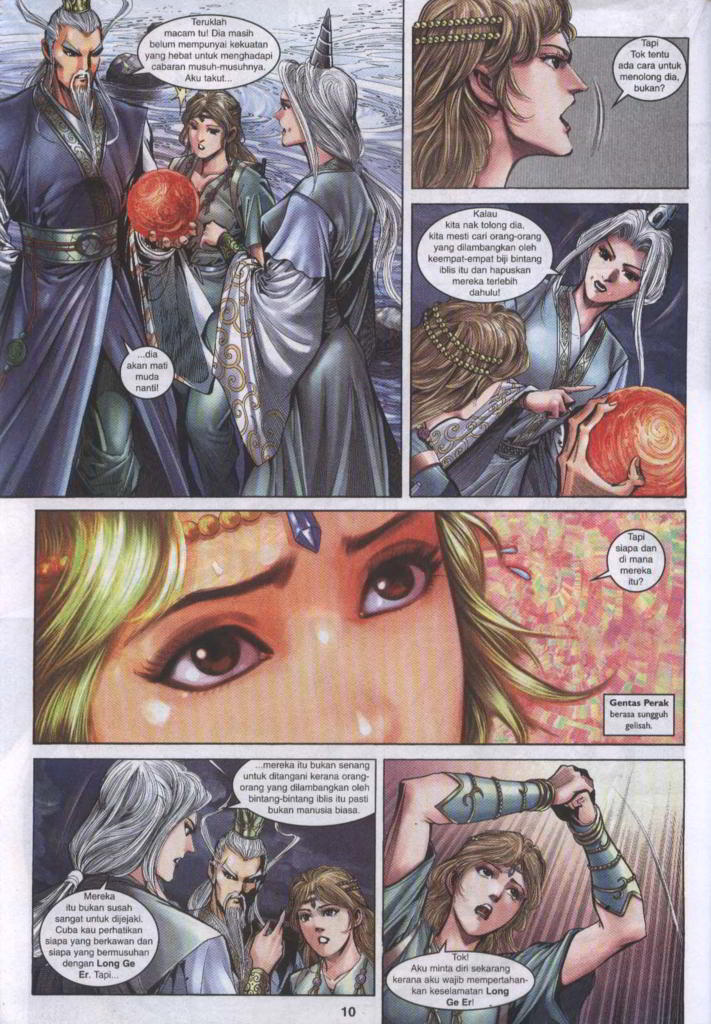 Teruklah
macam tu! Dia masih
belum mempunyai kekuatan
yang hebat untuk menghadapi
cabaran musuh-musuhnya.
Aku takut...
...dia
akan mati
muda
nanti!
Tapi
Tok tentu
ada cara untuk
menolong dia,
bukan?
Kalau
kita nak tolong dia,
kita mesti cari orang-orang
yang dilambangkan oleh
keempat-empat biji bintang
iblis itu dan hapuskan
mereka terlebih
dahulu!
Tapi
siapa dan
di mana
mereka
itu?
Gentas Perak
berasa sungguh
gelisah.
...mereka itu bukan senang
untuk ditangani kerana orang-
orang yang dilambangkan oleh
bintang-bintang iblis itu pasti
bukan manusia biasa.
Mereka
itu bukan susah
sangat untuk dijejaki.
Cuba kau perhatikan
siapa yang berkawan dan
siapa yang bermusuhan
dengan Long Ge
Er. Tapi...
Tok!
Aku minta diri sekarang
kerana aku wajib mempertahan-
kan keselamatan Long
Ge Er!
10